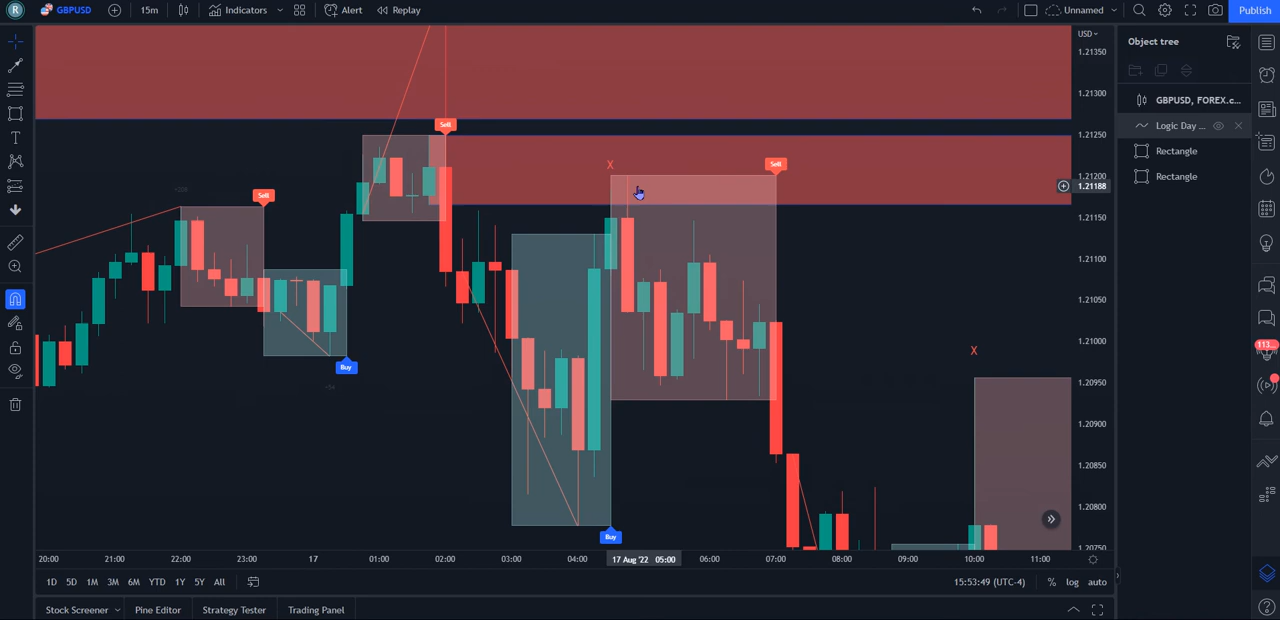 R GBPUSD 15m Indicators Alert Replay Unnamed Publish
USD
1.21350
1.21300
1.21250
1.21200
1.21188
1.21150
1.21100
1.21050
1.21000
1.20950
1.20900
1.20850
1.20800
1.20750
Sell
Sell
Buy
Buy
X
Sell
X
20:00 21:00 22:00 23:00 17 01:00 02:00 03:00 04:00 17 Aug '22 05:00 06:00 07:00 08:00 09:00 10:00 11:00
1D 5D 1M 3M 6M YTD 1Y 5Y All 15:53:49 (UTC-4) % log auto
Stock Screener Pine Editor Strategy Tester Trading Panel
Object tree
GBPUSD, FOREX.c...
Logic Day ...
Rectangle
Rectangle
113...